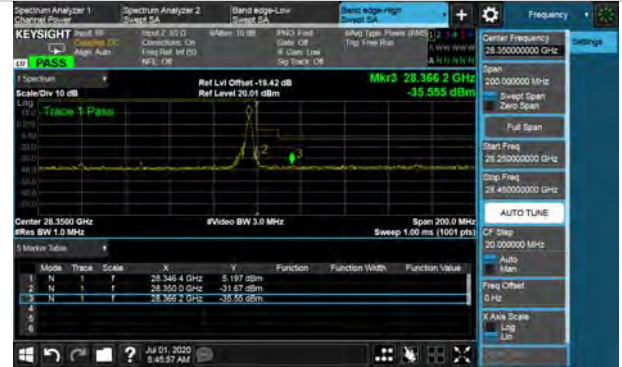 Spectrum Analyzer 1
Channel Power
Spectrum Analyzer 2
Swept SA
Band edge-Low
Swept SA
Band edge-High
Swept SA
+
Frequency
KEYSIGHT Input: RF
Coupling: DC
Align: Auto
Input Z: 50 Ω
Corrections: On
Freq Ref: Int (S)
NFE: Off
#Atten: 10 dB
PNO: Fast
Gate: Off
IF Gain: Low
Sig Track: Off
#Avg Type: Power (RMS)
Trig: Free Run
1 2 3 4
A W W W W W
A N N N N N
PASS
1 Spectrum
Scale/Div 10 dB
Log
Ref Lvl Offset -19.42 dB
Ref Level 20.01 dBm
Mkr3 28.366 2 GHz
-35.555 dBm
Trace 1 Pass
2
3
Center 28.3500 GHz
#Res BW 1.0 MHz
#Video BW 3.0 MHz
Span 200.0 MHz
Sweep 1.00 ms (1001 pts)
5 Marker Table
Mode Trace Scale X Y Function Function Width Function Value
1 N 1 f 28.346 4 GHz 5.197 dBm
2 N 1 f 28.350 0 GHz -31.67 dBm
3 N 1 f 28.366 2 GHz -35.55 dBm
4
5
6
Jul 01, 2020
5:45:57 AM
Center Frequency
28.350000000 GHz
Settings
Span
200.000000 MHz
Swept Span
Zero Span
Full Span
Start Freq
28.250000000 GHz
Stop Freq
28.450000000 GHz
AUTO TUNE
CF Step
20.000000 MHz
Auto
Man
Freq Offset
0 Hz
X Axis Scale
Log
Lin